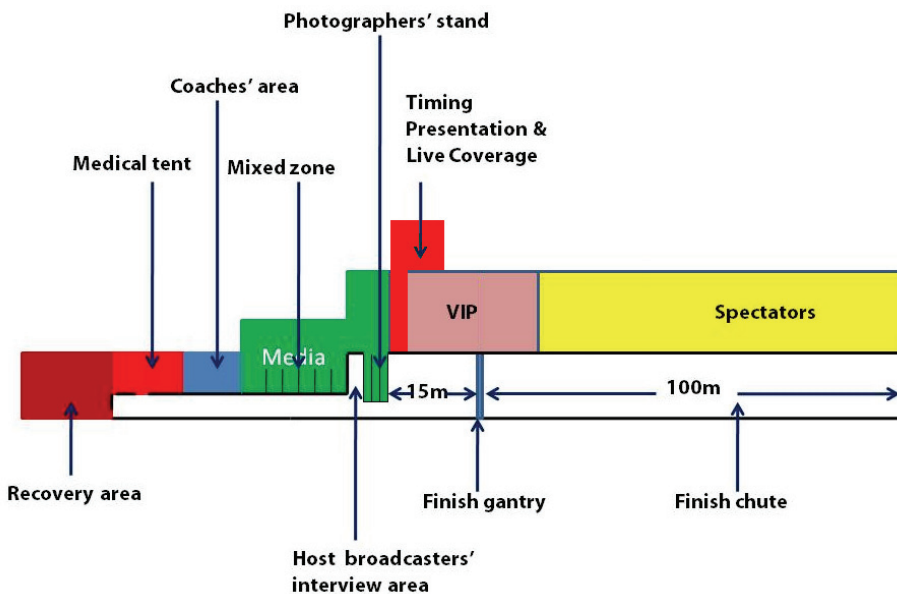 Photographers’ stand
Coaches’ area
Timing
Presentation &
Live Coverage
Medical tent
Mixed zone
VIP
Spectators
Media
15m
100m
Recovery area
Finish gantry
Finish chute
Host broadcasters’
interview area